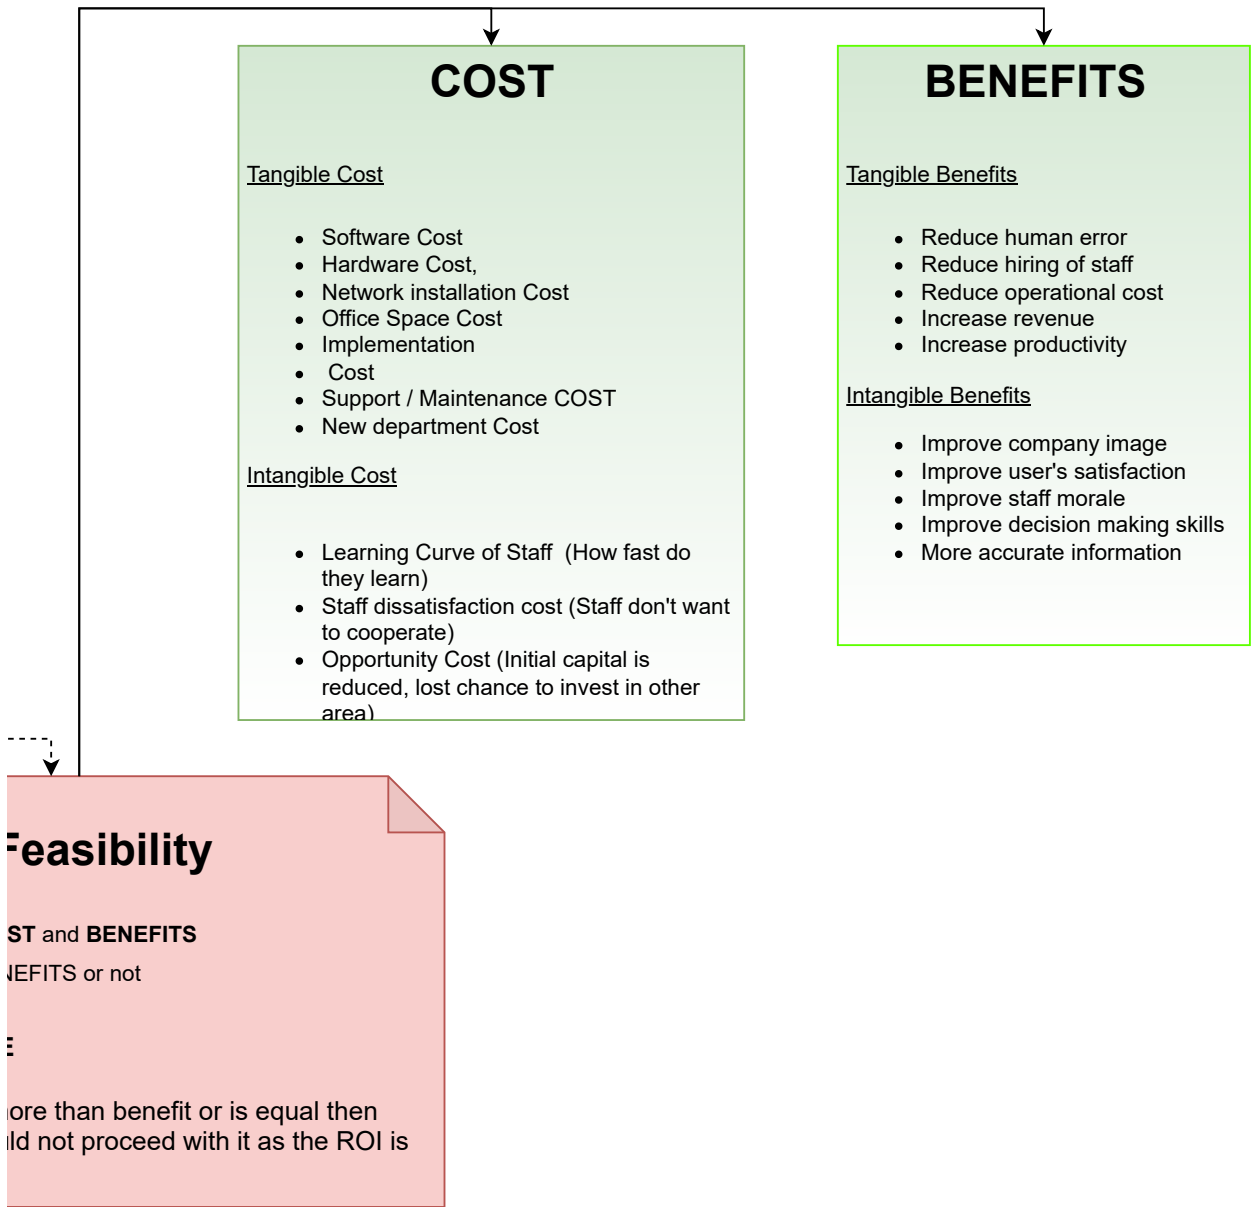 COST
Tangible Cost
Software Cost
Hardware Cost,
Network installation Cost
Office Space Cost
Implementation
Cost
Support / Maintenance COST
New department Cost
Intangible Cost
Learning Curve of Staff  (How fast do
they learn)
Staff dissatisfaction cost (Staff don't want
to cooperate)
Opportunity Cost (Initial capital is
reduced, lost chance to invest in other
area)
BENEFITS
Tangible Benefits
Reduce human error
Reduce hiring of staff
Reduce operational cost
Increase revenue
Increase productivity
Intangible Benefits
Improve company image
Improve user's satisfaction
Improve staff morale
Improve decision making skills
More accurate information
Feasibility
ST and BENEFITS
NEFITS or not
E
ore than benefit or is equal then
ld not proceed with it as the ROI is